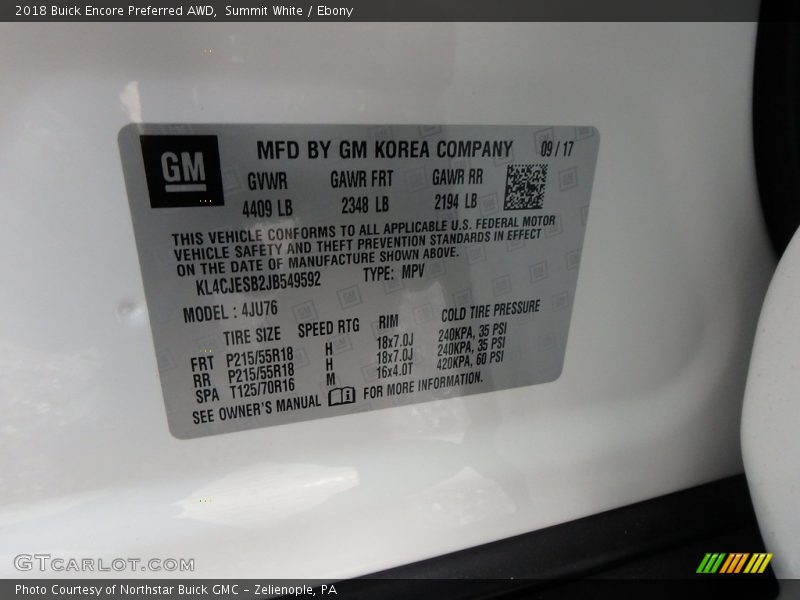 2018 Buick Encore Preferred AWD,  Summit White / Ebony
GM
MFD BY GM KOREA COMPANY 09 / 17
GVWR GAWR FRT GAWR RR
4409 LB 2348 LB 2194 LB
THIS VEHICLE CONFORMS TO ALL APPLICABLE U.S. FEDERAL MOTOR
VEHICLE SAFETY AND THEFT PREVENTION STANDARDS IN EFFECT
ON THE DATE OF MANUFACTURE SHOWN ABOVE.
KL4CJESB2JB549592 TYPE: MPV
MODEL : 4JU76
TIRE SIZE SPEED RTG RIM COLD TIRE PRESSURE
FRT P215/55R18 H 18x7.0J 240KPA, 35 PSI
RR P215/55R18 H 18x7.0J 240KPA, 35 PSI
SPA T125/70R16 M 16x4.0T 420KPA, 60 PSI
SEE OWNER'S MANUAL FOR MORE INFORMATION.
GTCARLOT.COM
Photo Courtesy of Northstar Buick GMC - Zelienople, PA